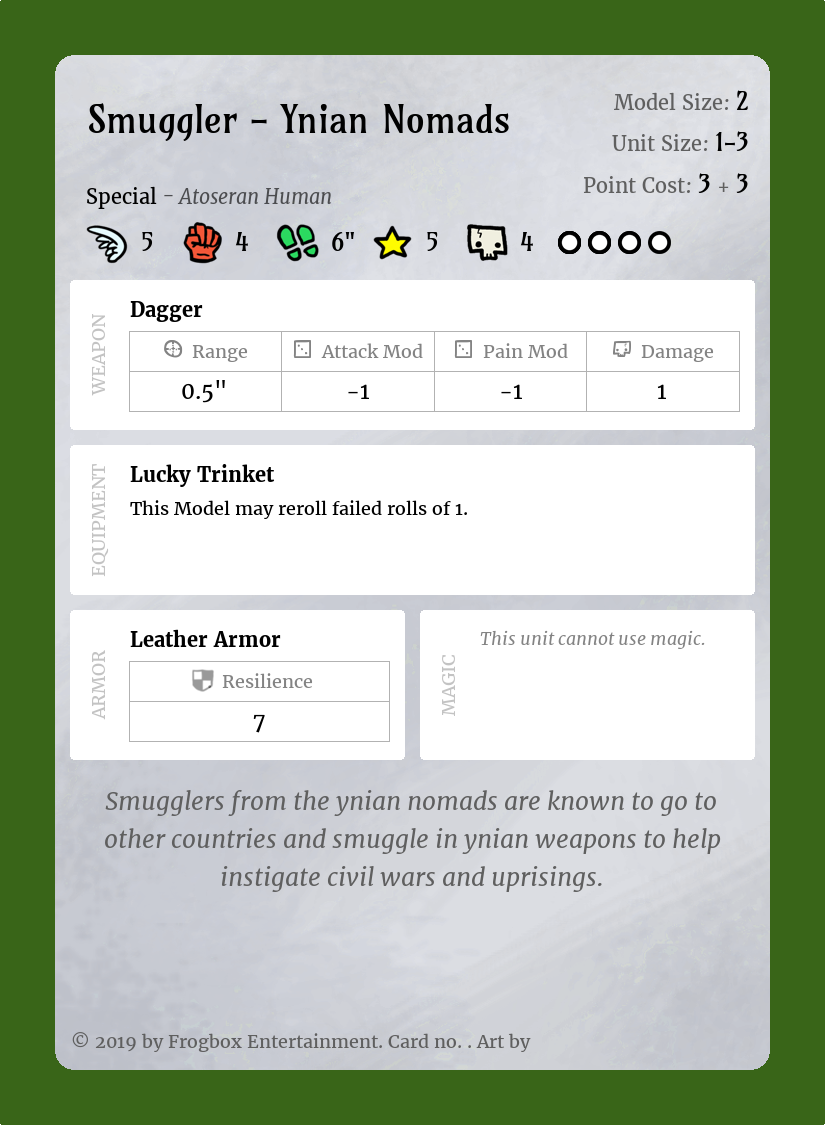 Smuggler – Ynian Nomads
Model Size: 2
Unit Size: 1–3
Point Cost: 3 + 3
Special – Atoseran Human
5 4 6" 5 4
WEAPON
Dagger
Range Attack Mod Pain Mod Damage
0.5" -1 -1 1
EQUIPMENT
Lucky Trinket
This Model may reroll failed rolls of 1.
ARMOR
Leather Armor
Resilience
7
MAGIC
This unit cannot use magic.
Smugglers from the ynian nomads are known to go to
other countries and smuggle in ynian weapons to help
instigate civil wars and uprisings.
© 2019 by Frogbox Entertainment. Card no. . Art by